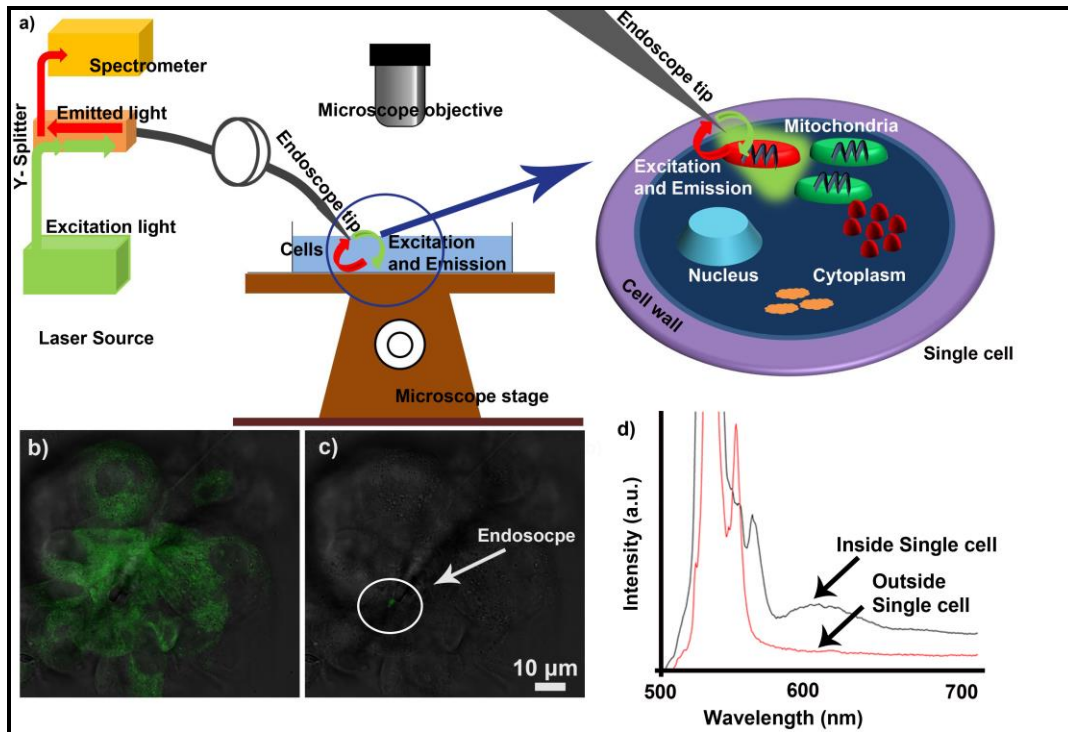 a)
Spectrometer
Y- Splitter
Emitted light
Excitation light
Laser Source
Microscope objective
Endoscope tip
Cells
Excitation
and Emission
Microscope stage
Endoscope tip
Mitochondria
Excitation
and Emission
Nucleus
Cytoplasm
Cell wall
Single cell
b)
c)
Endosocpe
10 µm
d)
Intensity (a.u.)
Inside Single cell
Outside
Single cell
500
600
700
Wavelength (nm)